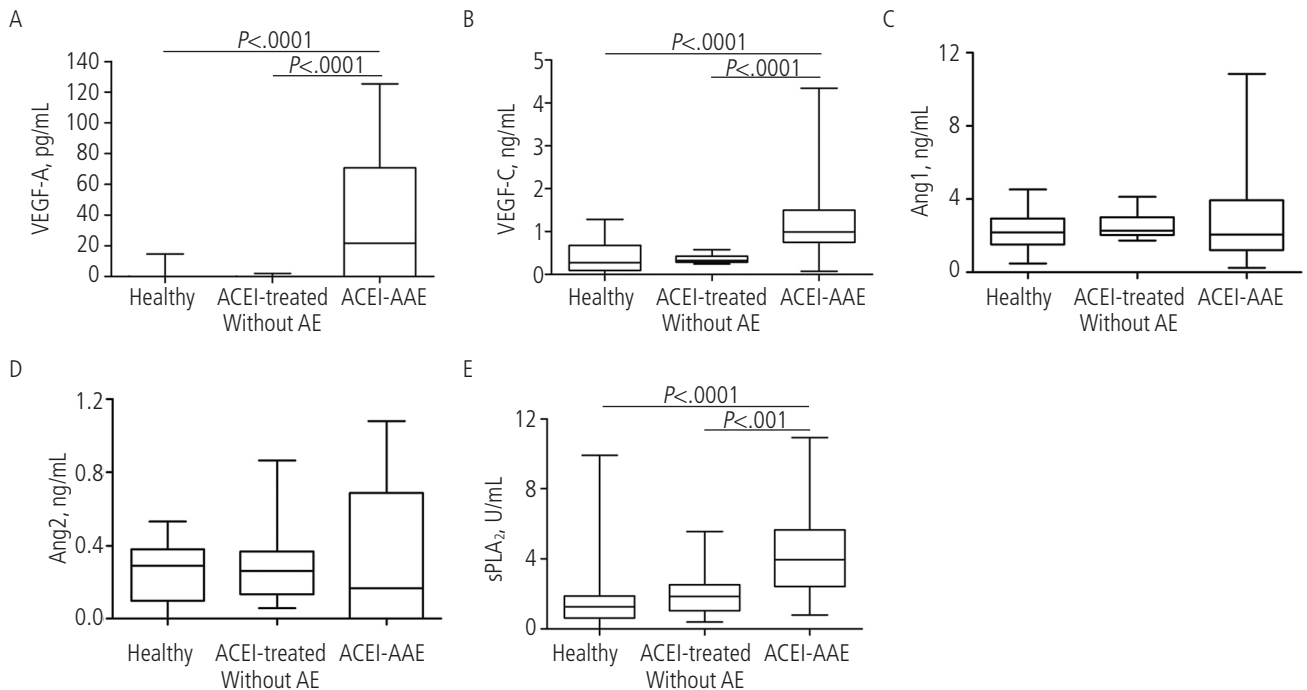 A
P<.0001
P<.0001
VEGF-A, pg/mL
140
120
100
80
60
40
20
0
Healthy
ACEI-treated
Without AE
ACEI-AAE
B
P<.0001
P<.0001
VEGF-C, ng/mL
5
4
3
2
1
0
Healthy
ACEI-treated
Without AE
ACEI-AAE
C
Ang1, ng/mL
12
8
4
0
Healthy
ACEI-treated
Without AE
ACEI-AAE
D
Ang2, ng/mL
1.2
0.8
0.4
0.0
Healthy
ACEI-treated
Without AE
ACEI-AAE
E
P<.0001
P<.001
sPLA₂, U/mL
12
8
4
0
Healthy
ACEI-treated
Without AE
ACEI-AAE